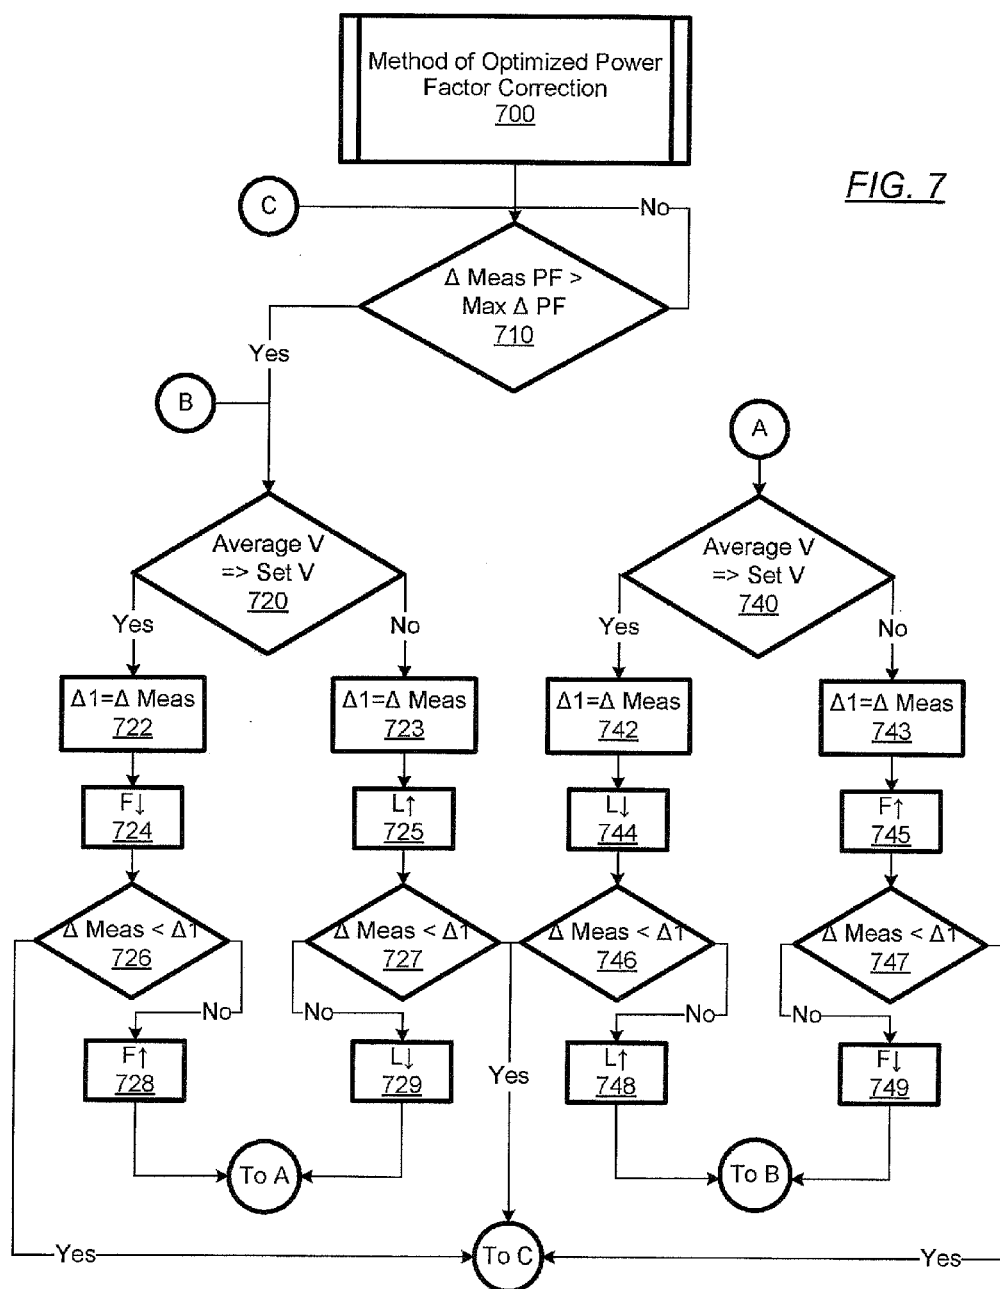 Method of Optimized Power
Factor Correction
700
FIG. 7
C
No
Δ Meas PF >
Max Δ PF
710
Yes
B
A
Average V
=> Set V
720
Average V
=> Set V
740
Yes
No
Yes
No
Δ1=Δ Meas
722
Δ1=Δ Meas
723
Δ1=Δ Meas
742
Δ1=Δ Meas
743
F↓
724
L↑
725
L↓
744
F↑
745
Δ Meas < Δ1
726
Δ Meas < Δ1
727
Δ Meas < Δ1
746
Δ Meas < Δ1
747
No
No
No
No
F↑
728
L↓
729
Yes
L↑
748
F↓
749
To A
To B
Yes
To C
Yes